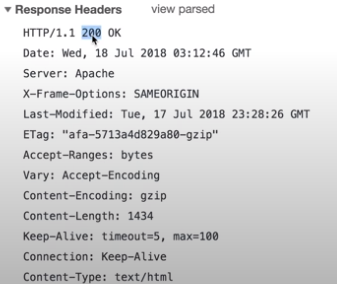 ▼ Response Headers view parsed
HTTP/1.1 200 OK
Date: Wed, 18 Jul 2018 03:12:46 GMT
Server: Apache
X-Frame-Options: SAMEORIGIN
Last-Modified: Tue, 17 Jul 2018 23:28:26 GMT
ETag: "afa-5713a4d829a80-gzip"
Accept-Ranges: bytes
Vary: Accept-Encoding
Content-Encoding: gzip
Content-Length: 1434
Keep-Alive: timeout=5, max=100
Connection: Keep-Alive
Content-Type: text/html